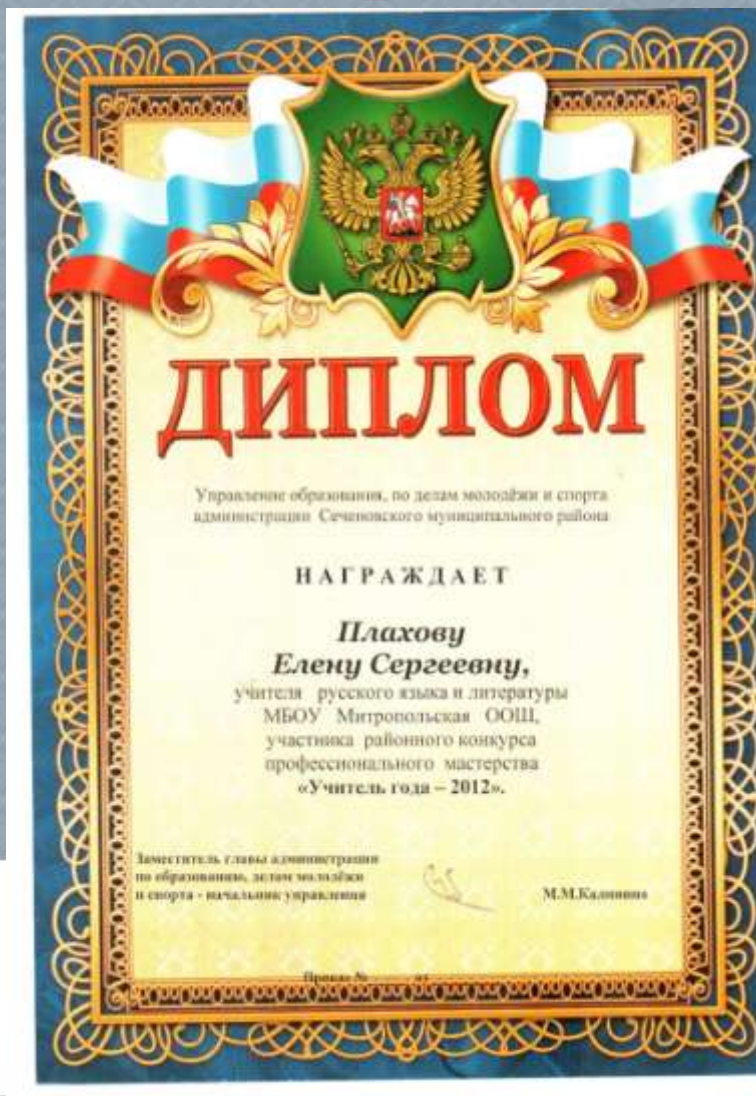 ДИПЛОМ
Управление образования, по делам молодёжи и спорта
администрации Сеченовского муниципального района
НАГРАЖДАЕТ
Плахову
Елену Сергеевну,
учителя русского языка и литературы
МБОУ Митропольская ООШ,
участника районного конкурса
профессионального мастерства
«Учитель года – 2012».
Заместитель главы администрации
по образованию, делам молодёжи
и спорта - начальник управления
М.М.Калинина
Приказ № от